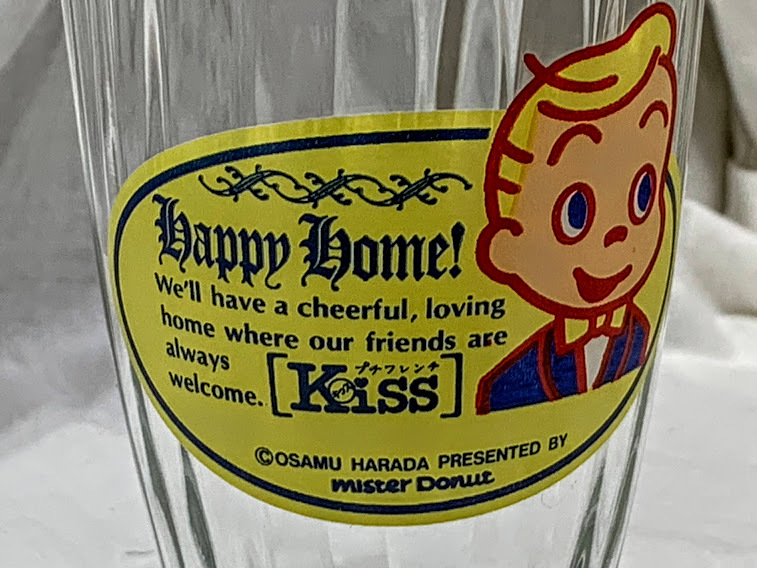 Happy Home!
We'll have a cheerful, loving
home where our friends are
always
welcome. [Kiss]
プチフレンチ
©OSAMU HARADA PRESENTED BY
mister Donut